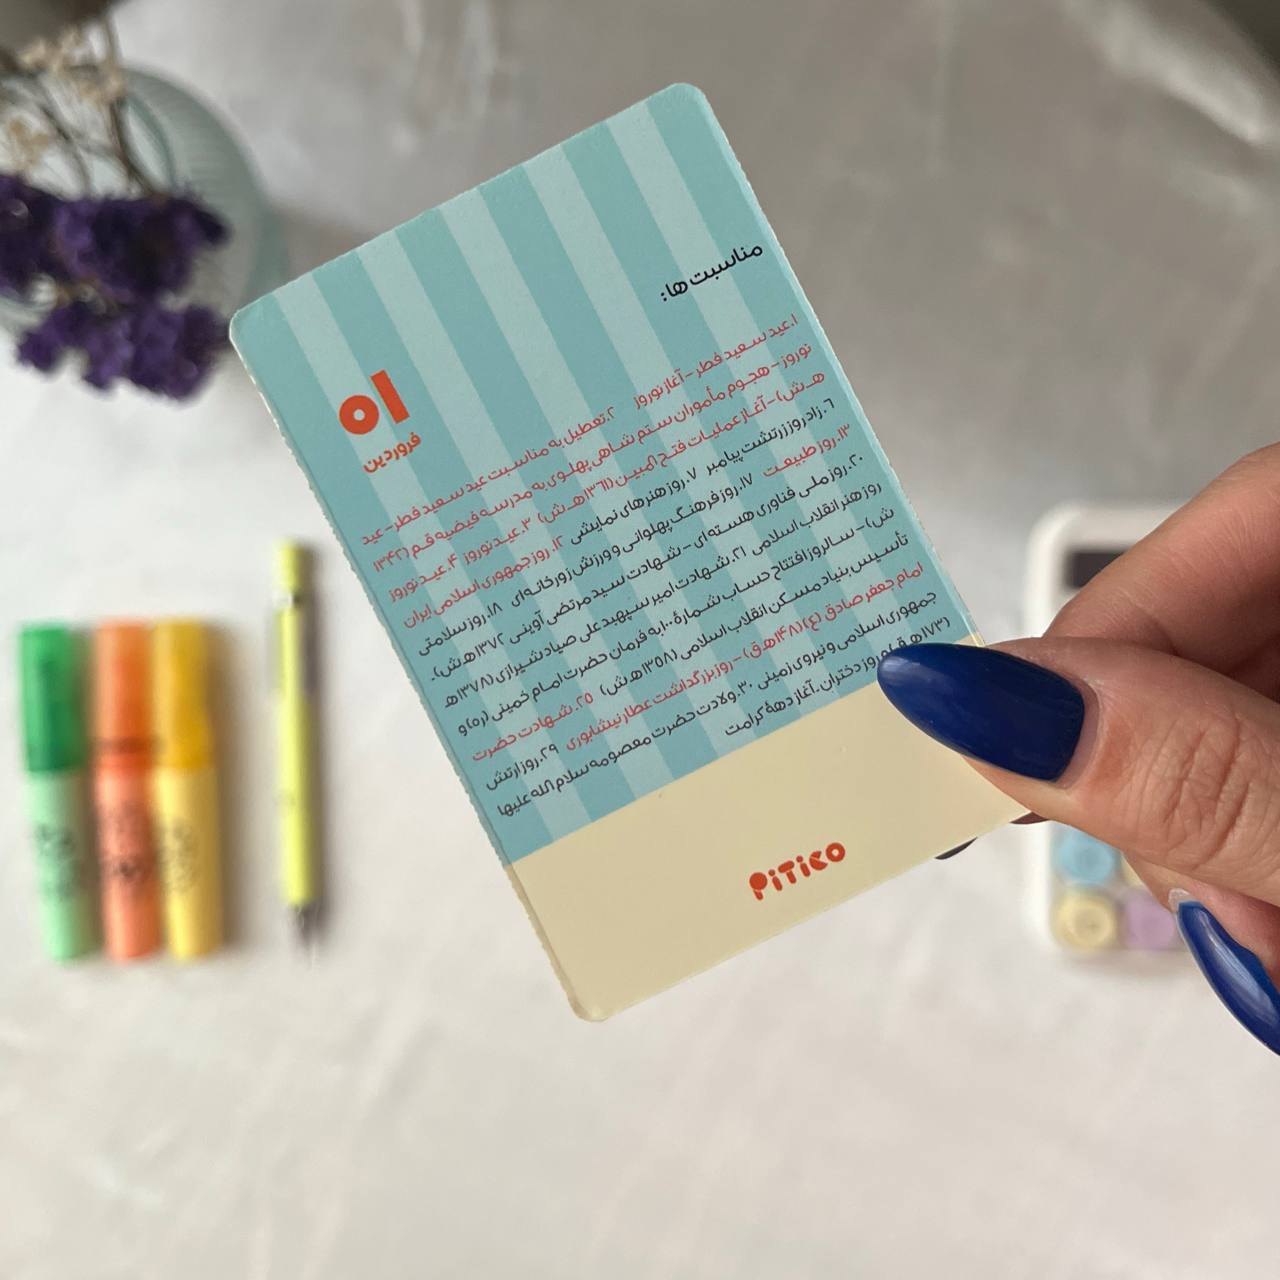 ۰۱
فروردین
مناسبت ها:
۱. عید سعید فطر - آغاز نوروز ۲. تعطیل به مناسبت عید سعید فطر - عید
نوروز - هجوم مأموران ستم شاهی پهلوی به مدرسه فیضیه قم (۱۳۴۲
هـ ش) - آغاز عملیات فتح المبین (۱۳۶۱ هـ ش) ۳. عید نوروز ۴. عید نوروز
۶. زادروز زرتشت پیامبر ۷. روز هنرهای نمایشی ۱۲. روز جمهوری اسلامی ایران
۱۳. روز طبیعت ۱۷. روز فرهنگ پهلوانی و ورزش زورخانه‌ای ۱۸. روز سلامتی
۲۰. روز ملی فناوری هسته‌ای - شهادت سید مرتضی آوینی (۱۳۷۲ هـ ش).
روز هنر انقلاب اسلامی ۲۱. شهادت امیر سپهبد علی صیاد شیرازی (۱۳۷۸ هـ
ش) - سالروز افتتاح حساب شمارهٔ ۱۰۰ به فرمان حضرت امام خمینی (ره) و
تأسیس بنیاد مسکن انقلاب اسلامی (۱۳۵۸ هـ ش) ۲۵. شهادت حضرت
امام جعفر صادق (ع) (۱۴۸ هـ ق) - روز بزرگداشت عطار نیشابوری ۲۹. روز ارتش
جمهوری اسلامی و نیروی زمینی ۳۰. ولادت حضرت معصومه سلام الله علیها
(۱۷۳ هـ ق) و روز دختران. آغاز دههٔ کرامت
PiTiCO